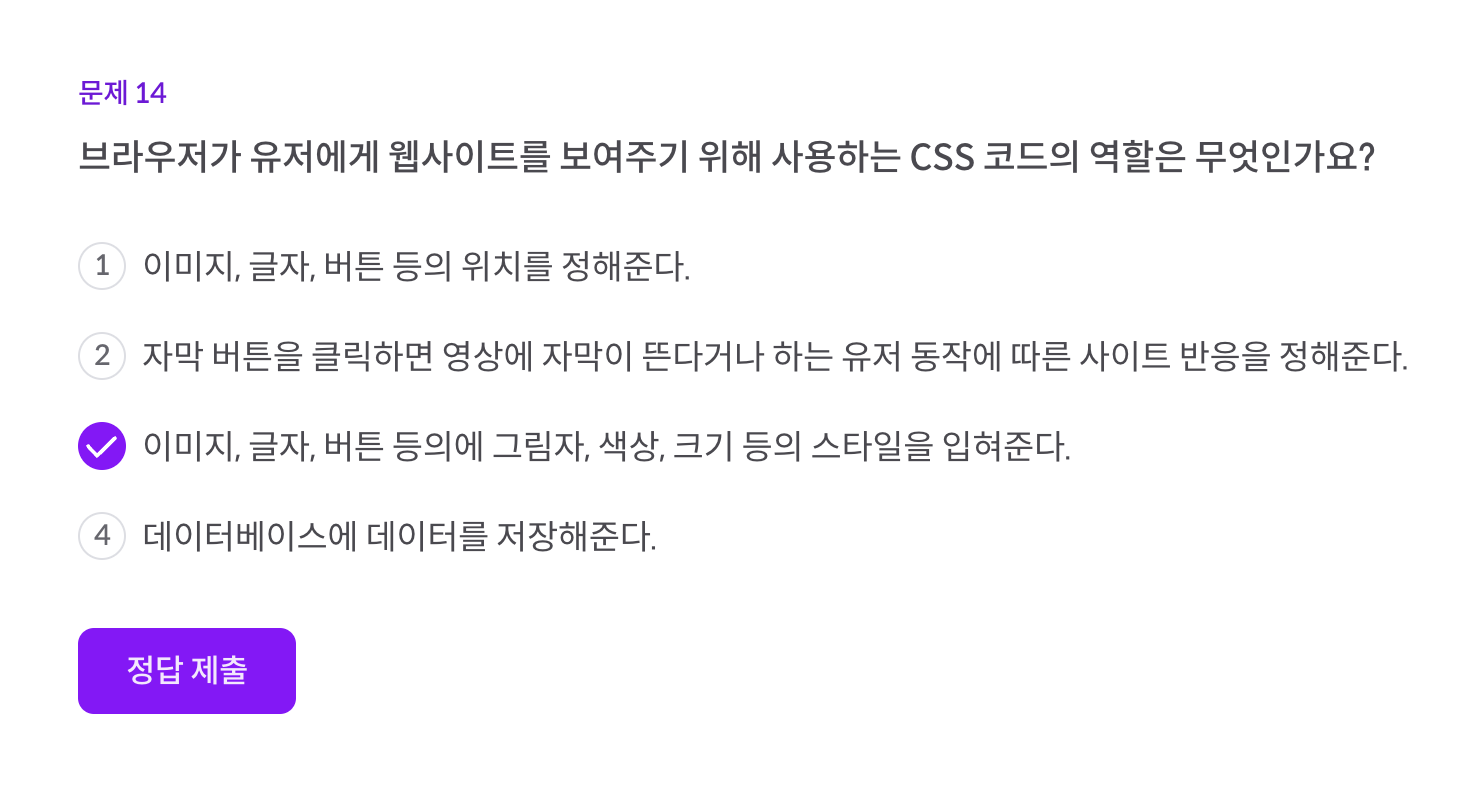 문제 14
브라우저가 유저에게 웹사이트를 보여주기 위해 사용하는 CSS 코드의 역할은 무엇인가요?
1 이미지, 글자, 버튼 등의 위치를 정해준다.
2 자막 버튼을 클릭하면 영상에 자막이 뜬다거나 하는 유저 동작에 따른 사이트 반응을 정해준다.
이미지, 글자, 버튼 등의에 그림자, 색상, 크기 등의 스타일을 입혀준다.
4 데이터베이스에 데이터를 저장해준다.
정답 제출